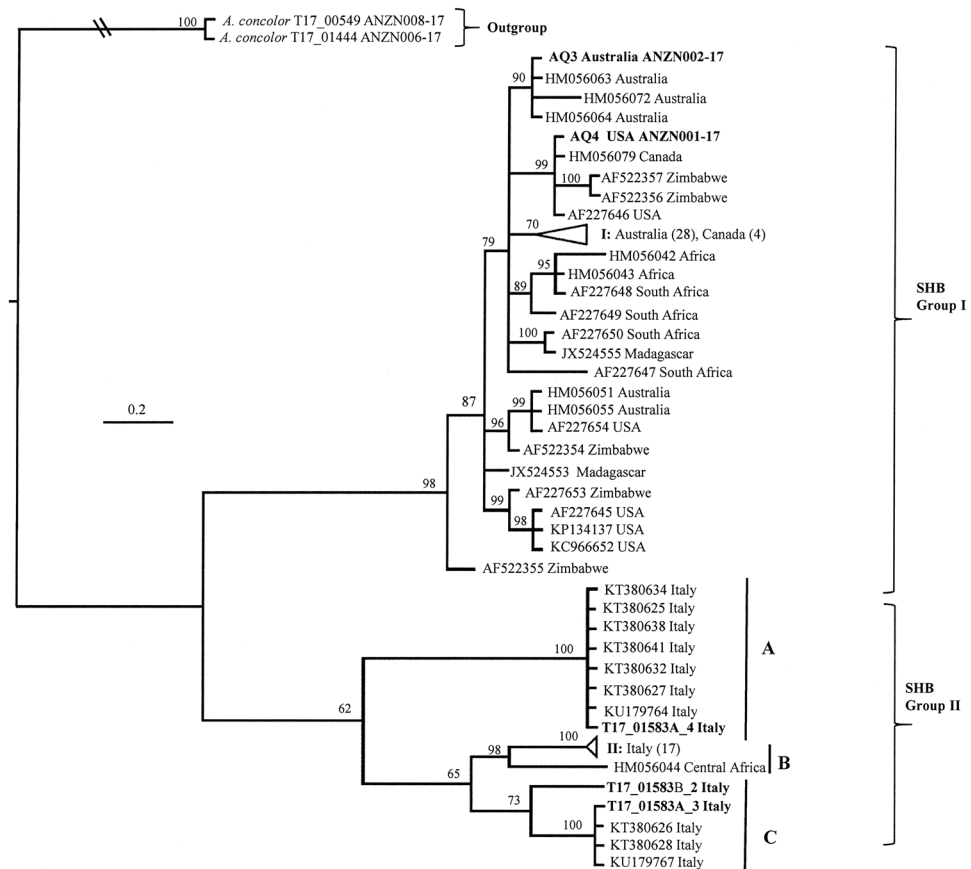 100
A. concolor T17_00549 ANZN008-17
A. concolor T17_01444 ANZN006-17
Outgroup
AQ3 Australia ANZN002-17
90
HM056063 Australia
HM056072 Australia
HM056064 Australia
AQ4 USA ANZN001-17
99
HM056079 Canada
100
AF522357 Zimbabwe
AF522356 Zimbabwe
AF227646 USA
70
I: Australia (28), Canada (4)
79
HM056042 Africa
95
HM056043 Africa
89
AF227648 South Africa
AF227649 South Africa
100
AF227650 South Africa
JX524555 Madagascar
AF227647 South Africa
SHB
Group I
0.2
87
HM056051 Australia
99
HM056055 Australia
96
AF227654 USA
AF522354 Zimbabwe
JX524553 Madagascar
98
AF227653 Zimbabwe
99
AF227645 USA
98
KP134137 USA
KC966652 USA
AF522355 Zimbabwe
KT380634 Italy
KT380625 Italy
KT380638 Italy
100
KT380641 Italy
A
KT380632 Italy
KT380627 Italy
KU179764 Italy
T17_01583A_4 Italy
SHB
Group II
62
100
II: Italy (17)
98
HM056044 Central Africa
B
65
T17_01583B_2 Italy
73
T17_01583A_3 Italy
100
KT380626 Italy
KT380628 Italy
C
KU179767 Italy